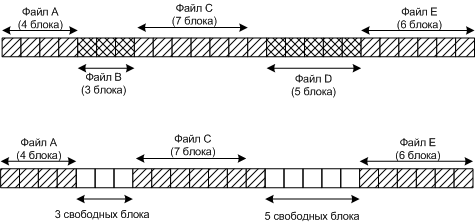 Файл A
(4 блока)
Файл C
(7 блока)
Файл E
(6 блока)
Файл B
(3 блока)
Файл D
(5 блока)
Файл A
(4 блока)
Файл C
(7 блока)
Файл E
(6 блока)
3 свободных блока
5 свободных блока